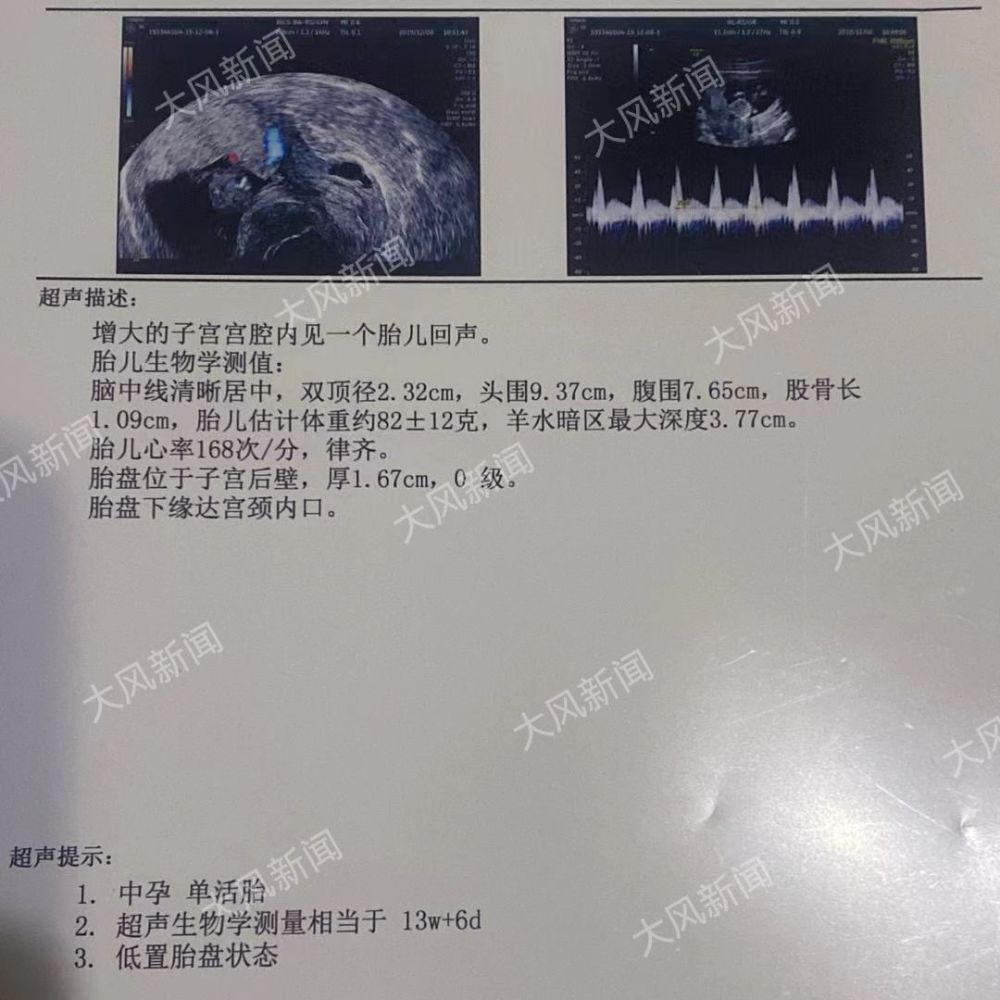 超声描述：
增大的子宫宫腔内见一个胎儿回声。
胎儿生物学测值：
脑中线清晰居中，双顶径2.32cm，头围9.37cm，腹围7.65cm，股骨长
1.09cm，胎儿估计体重约82±12克，羊水暗区最大深度3.77cm。
胎儿心率168次/分，律齐。
胎盘位于子宫后壁，厚1.67cm，0 级。
胎盘下缘达宫颈内口。
超声提示：
1. 中孕 单活胎
2. 超声生物学测量相当于 13w+6d
3. 低置胎盘状态
大风新闻
大风新闻
大风新闻
大风新闻
大风新闻
大风新闻
大风新闻
大风新闻
大风新闻
大风新闻
大风新闻